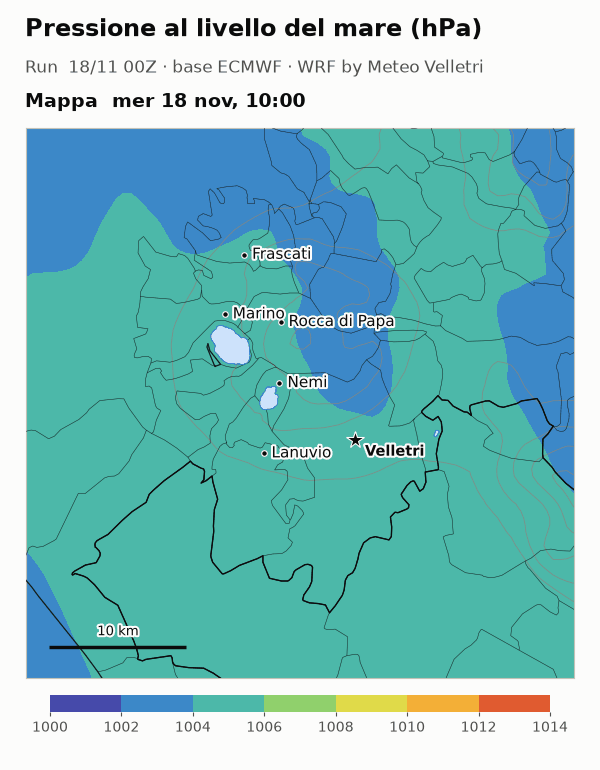 Pressione al livello del mare (hPa)
Run  18/11 00Z · base ECMWF · WRF by Meteo Velletri
Mappa  mer 18 nov, 10:00
Frascati
Marino
Rocca di Papa
Nemi
Velletri
Lanuvio
10 km
1000 1002 1004 1006 1008 1010 1012 1014